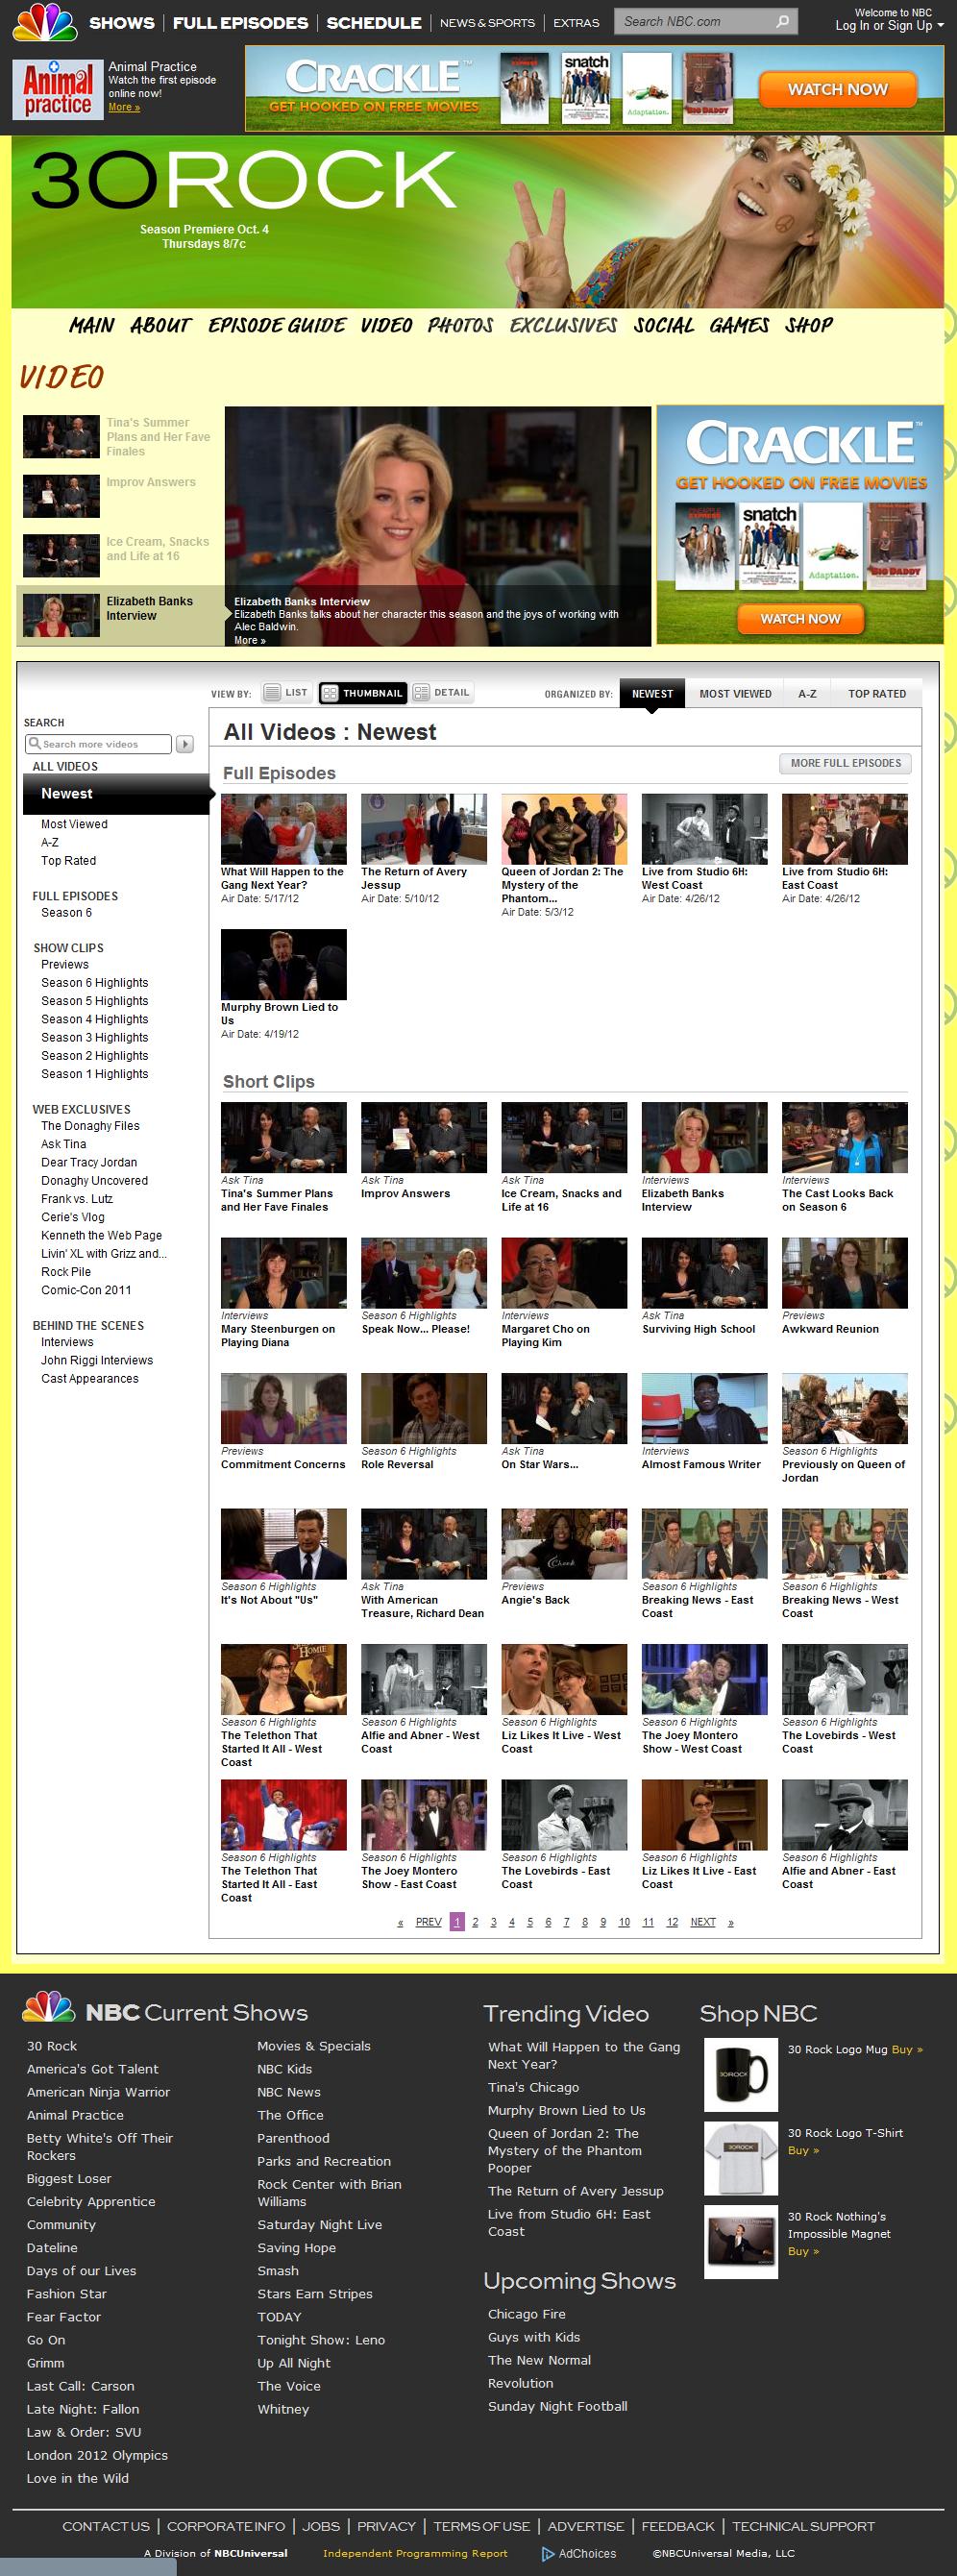 SHOWS
FULL EPISODES
SCHEDULE
NEWS & SPORTS
EXTRAS
Search NBC.com
Welcome to NBC
Log In or Sign Up
Animal
practice
Animal Practice
Watch the first episode
online now!
More »
CRACKLE™
GET HOOKED ON FREE MOVIES
snatch
Adaptation.
BIG DADDY
WATCH NOW
30ROCK
Season Premiere Oct. 4
Thursdays 8/7c
MAIN ABOUT EPISODE GUIDE VIDEO PHOTOS EXCLUSIVES SOCIAL GAMES SHOP
VIDEO
Tina's Summer
Plans and Her Fave
Finales
Improv Answers
Ice Cream, Snacks
and Life at 16
Elizabeth Banks
Interview
Elizabeth Banks Interview
Elizabeth Banks talks about her character this season and the joys of working with
Alec Baldwin.
More »
CRACKLE™
GET HOOKED ON FREE MOVIES
snatch
Adaptation.
BIG DADDY
WATCH NOW
VIEW BY: LIST THUMBNAIL DETAIL
ORGANIZED BY: NEWEST MOST VIEWED A-Z TOP RATED
SEARCH
Search more videos
ALL VIDEOS
Newest
Most Viewed
A-Z
Top Rated
FULL EPISODES
Season 6
SHOW CLIPS
Previews
Season 6 Highlights
Season 5 Highlights
Season 4 Highlights
Season 3 Highlights
Season 2 Highlights
Season 1 Highlights
WEB EXCLUSIVES
The Donaghy Files
Ask Tina
Dear Tracy Jordan
Donaghy Uncovered
Frank vs. Lutz
Cerie's Vlog
Kenneth the Web Page
Livin' XL with Grizz and...
Rock Pile
Comic-Con 2011
BEHIND THE SCENES
Interviews
John Riggi Interviews
Cast Appearances
All Videos : Newest
Full Episodes
MORE FULL EPISODES
What Will Happen to the
Gang Next Year?
Air Date: 5/17/12
The Return of Avery
Jessup
Air Date: 5/10/12
Queen of Jordan 2: The
Mystery of the
Phantom...
Air Date: 5/3/12
Live from Studio 6H:
West Coast
Air Date: 4/26/12
Live from Studio 6H:
East Coast
Air Date: 4/26/12
Murphy Brown Lied to
Us
Air Date: 4/19/12
Short Clips
Ask Tina
Tina's Summer Plans
and Her Fave Finales
Ask Tina
Improv Answers
Ask Tina
Ice Cream, Snacks and
Life at 16
Interviews
Elizabeth Banks
Interview
Interviews
The Cast Looks Back
on Season 6
Interviews
Mary Steenburgen on
Playing Diana
Season 6 Highlights
Speak Now... Please!
Interviews
Margaret Cho on
Playing Kim
Ask Tina
Surviving High School
Previews
Awkward Reunion
Previews
Commitment Concerns
Season 6 Highlights
Role Reversal
Ask Tina
On Star Wars...
Interviews
Almost Famous Writer
Season 6 Highlights
Previously on Queen of
Jordan
Season 6 Highlights
It's Not About "Us"
Ask Tina
With American
Treasure, Richard Dean
Previews
Angie's Back
Season 6 Highlights
Breaking News - East
Coast
Season 6 Highlights
Breaking News - West
Coast
Season 6 Highlights
The Telethon That
Started It All - West
Coast
Season 6 Highlights
Alfie and Abner - West
Coast
Season 6 Highlights
Liz Likes It Live - West
Coast
Season 6 Highlights
The Joey Montero
Show - West Coast
Season 6 Highlights
The Lovebirds - West
Coast
Season 6 Highlights
The Telethon That
Started It All - East
Coast
Season 6 Highlights
The Joey Montero
Show - East Coast
Season 6 Highlights
The Lovebirds - East
Coast
Season 6 Highlights
Liz Likes It Live - East
Coast
Season 6 Highlights
Alfie and Abner - East
Coast
« PREV 1 2 3 4 5 6 7 8 9 10 11 12 NEXT »
NBC Current Shows
30 Rock
America's Got Talent
American Ninja Warrior
Animal Practice
Betty White's Off Their
Rockers
Biggest Loser
Celebrity Apprentice
Community
Dateline
Days of our Lives
Fashion Star
Fear Factor
Go On
Grimm
Last Call: Carson
Late Night: Fallon
Law & Order: SVU
London 2012 Olympics
Love in the Wild
Movies & Specials
NBC Kids
NBC News
The Office
Parenthood
Parks and Recreation
Rock Center with Brian
Williams
Saturday Night Live
Saving Hope
Smash
Stars Earn Stripes
TODAY
Tonight Show: Leno
Up All Night
The Voice
Whitney
Trending Video
What Will Happen to the Gang
Next Year?
Tina's Chicago
Murphy Brown Lied to Us
Queen of Jordan 2: The
Mystery of the Phantom
Pooper
The Return of Avery Jessup
Live from Studio 6H: East
Coast
Upcoming Shows
Chicago Fire
Guys with Kids
The New Normal
Revolution
Sunday Night Football
Shop NBC
30ROCK
30 Rock Logo Mug Buy »
30ROCK
30 Rock Logo T-Shirt
Buy »
30 Rock Nothing's
Impossible Magnet
Buy »
CONTACT US | CORPORATE INFO | JOBS | PRIVACY | TERMS OF USE | ADVERTISE | FEEDBACK | TECHNICAL SUPPORT
A Division of NBCUniversal
Independent Programming Report
AdChoices
©NBCUniversal Media, LLC